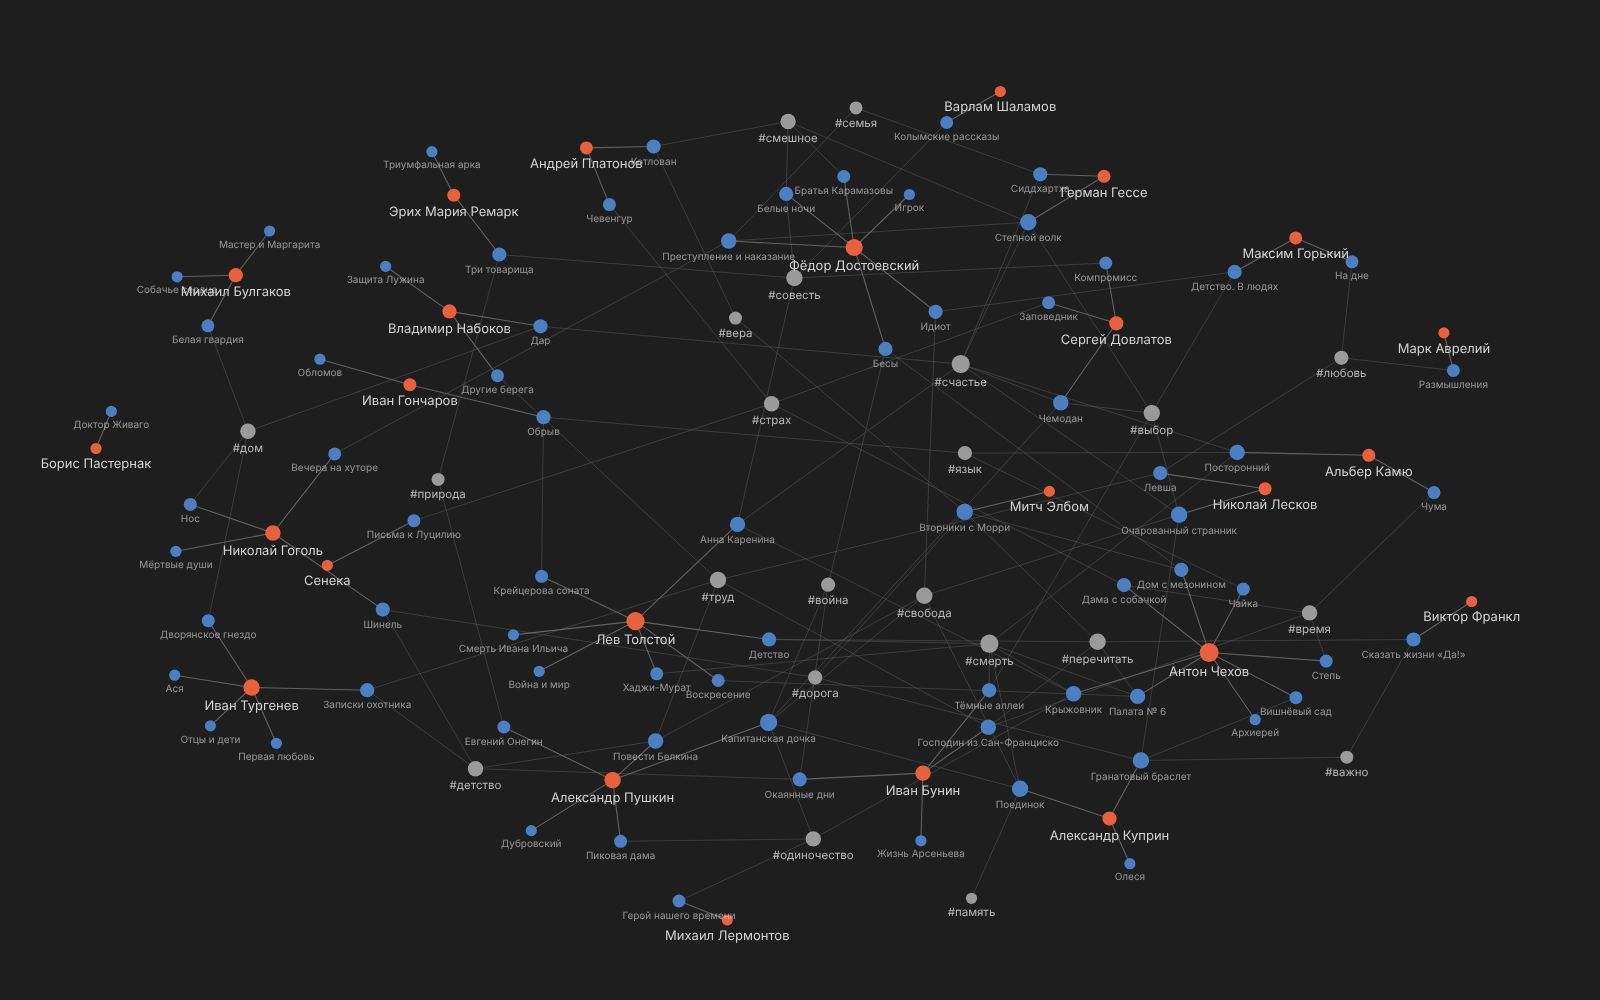 Варлам Шаламов
#семья
#смешное
Колымские рассказы
Триумфальная арка
Андрей Платонов
Котлован
Братья Карамазовы
Сиддхартха
Герман Гессе
Белые ночи
Игрок
Эрих Мария Ремарк
Чевенгур
Степной волк
Мастер и Маргарита
Преступление и наказание
Максим Горький
Фёдор Достоевский
Три товарища
Защита Лужина
Компромисс
На дне
Детство. В людях
Собачье сердце
Михаил Булгаков
#совесть
Заповедник
Владимир Набоков
#вера
Идиот
Белая гвардия
Дар
Сергей Довлатов
Марк Аврелий
Бесы
Обломов
#счастье
#любовь
Размышления
Другие берега
Иван Гончаров
Доктор Живаго
#страх
Чемодан
Обрыв
#выбор
#дом
Борис Пастернак
Вечера на хуторе
#язык
Посторонний
Альбер Камю
#природа
Левша
Митч Элбом
Николай Лесков
Чума
Нос
Письма к Луцилию
Анна Каренина
Вторники с Морри
Очарованный странник
Николай Гоголь
Мёртвые души
Сенека
Крейцерова соната
#труд
#война
#свобода
Дом с мезонином
Дама с собачкой
Чайка
Шинель
#время
Виктор Франкл
Дворянское гнездо
Лев Толстой
Смерть Ивана Ильича
Детство
#смерть
#перечитать
Антон Чехов
Сказать жизни «Да!»
Ася
Война и мир
Хаджи-Мурат
Воскресение
#дорога
Степь
Иван Тургенев
Записки охотника
Тёмные аллеи
Крыжовник
Палата № 6
Вишнёвый сад
Отцы и дети
Первая любовь
Евгений Онегин
Повести Белкина
Капитанская дочка
Господин из Сан-Франциско
Архиерей
#детство
Гранатовый браслет
#важно
Александр Пушкин
Окаянные дни
Иван Бунин
Поединок
Дубровский
Пиковая дама
#одиночество
Жизнь Арсеньева
Александр Куприн
Олеся
Герой нашего времени
#память
Михаил Лермонтов